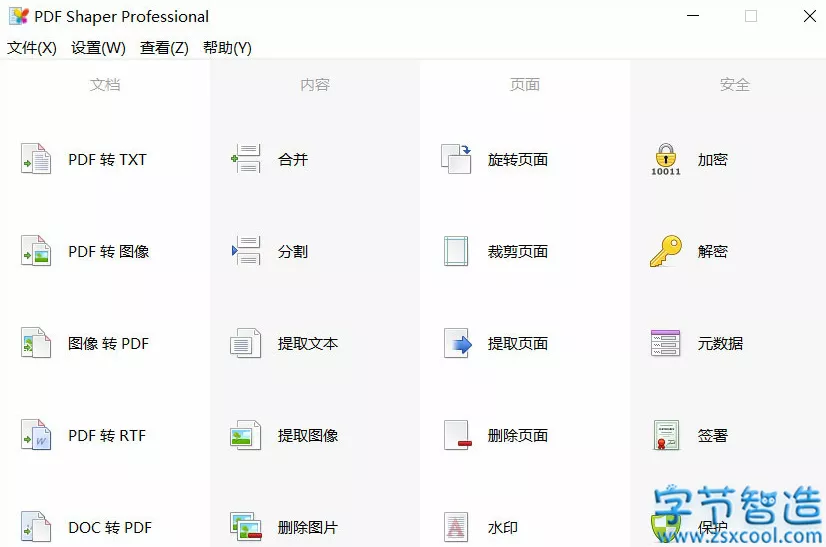 PDF Shaper Professional
文件(X) 设置(W) 查看(Z) 帮助(Y)
文档 内容 页面 安全
PDF 转 TXT 合并 旋转页面 10011 加密
PDF 转 图像 分割 裁剪页面 解密
图像 转 PDF 提取文本 提取页面 元数据
PDF 转 RTF W 提取图像 删除页面 签署
DOC 转 PDF 删除图片 A 水印 保护
字节智造
www.zsxcool.com